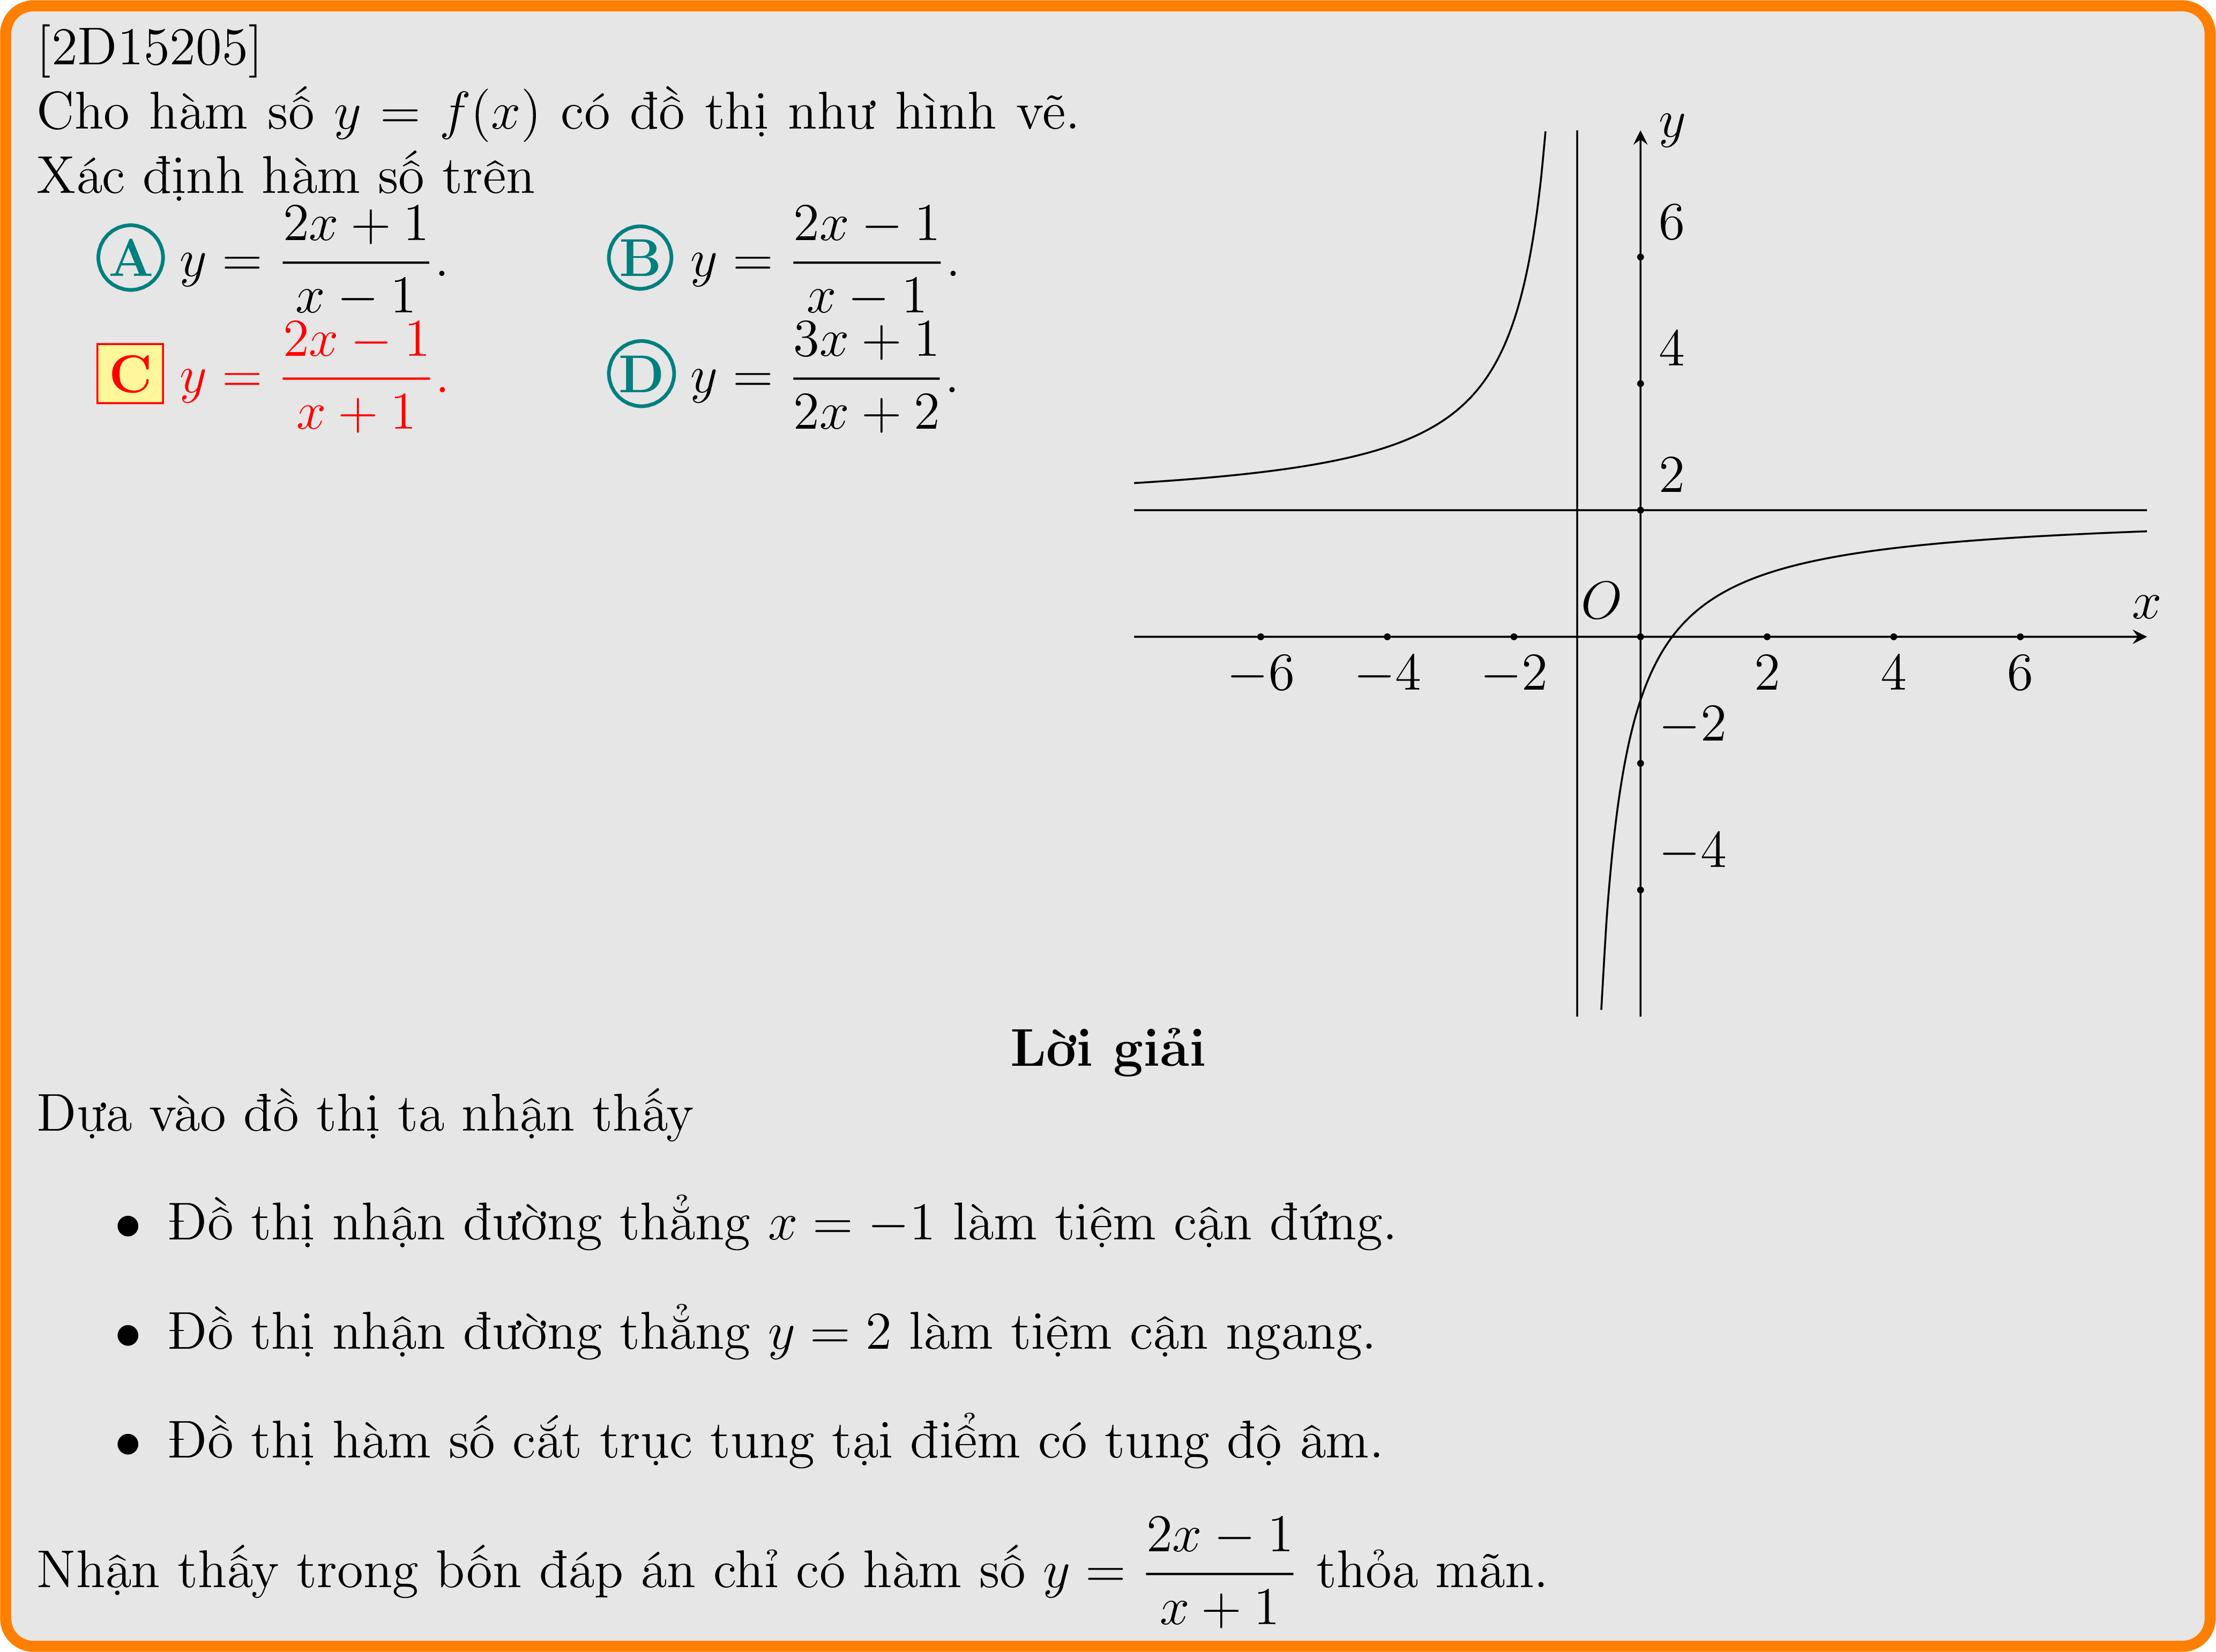 [2D15205]
Cho hàm số y = f(x) có đồ thị như hình vẽ.
Xác định hàm số trên
A y = \frac{2x + 1}{x − 1}. B y = \frac{2x − 1}{x − 1}.
C y = \frac{2x − 1}{x + 1}. D y = \frac{3x + 1}{2x + 2}.
y
6
4
2
O
x
−6 −4 −2 2 4 6
−2
−4
Lời giải
Dựa vào đồ thị ta nhận thấy
• Đồ thị nhận đường thẳng x = −1 làm tiệm cận đứng.
• Đồ thị nhận đường thẳng y = 2 làm tiệm cận ngang.
• Đồ thị hàm số cắt trục tung tại điểm có tung độ âm.
Nhận thấy trong bốn đáp án chỉ có hàm số y = \frac{2x − 1}{x + 1} thỏa mãn.